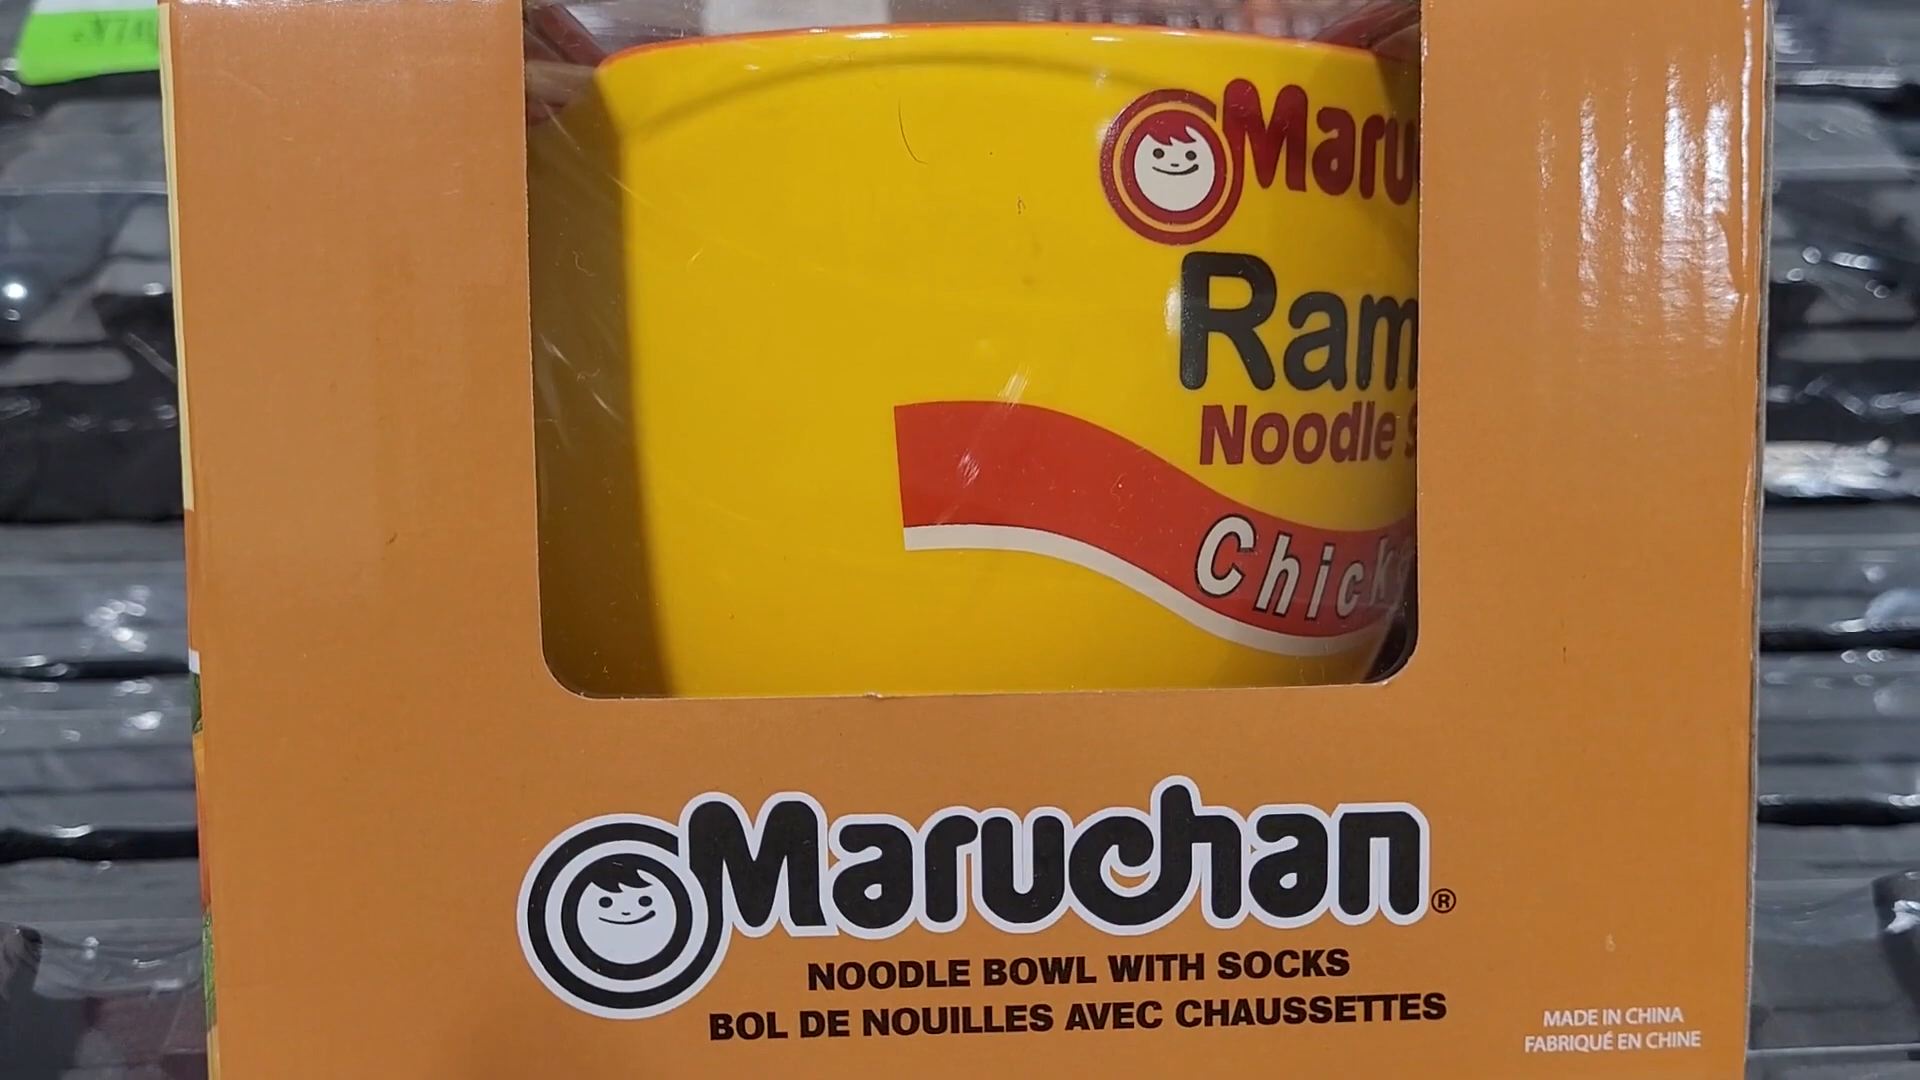 Maru
Ram
Noodle S
Chick
Maruchan®
NOODLE BOWL WITH SOCKS
BOL DE NOUILLES AVEC CHAUSSETTES
MADE IN CHINA
FABRIQUÉ EN CHINE